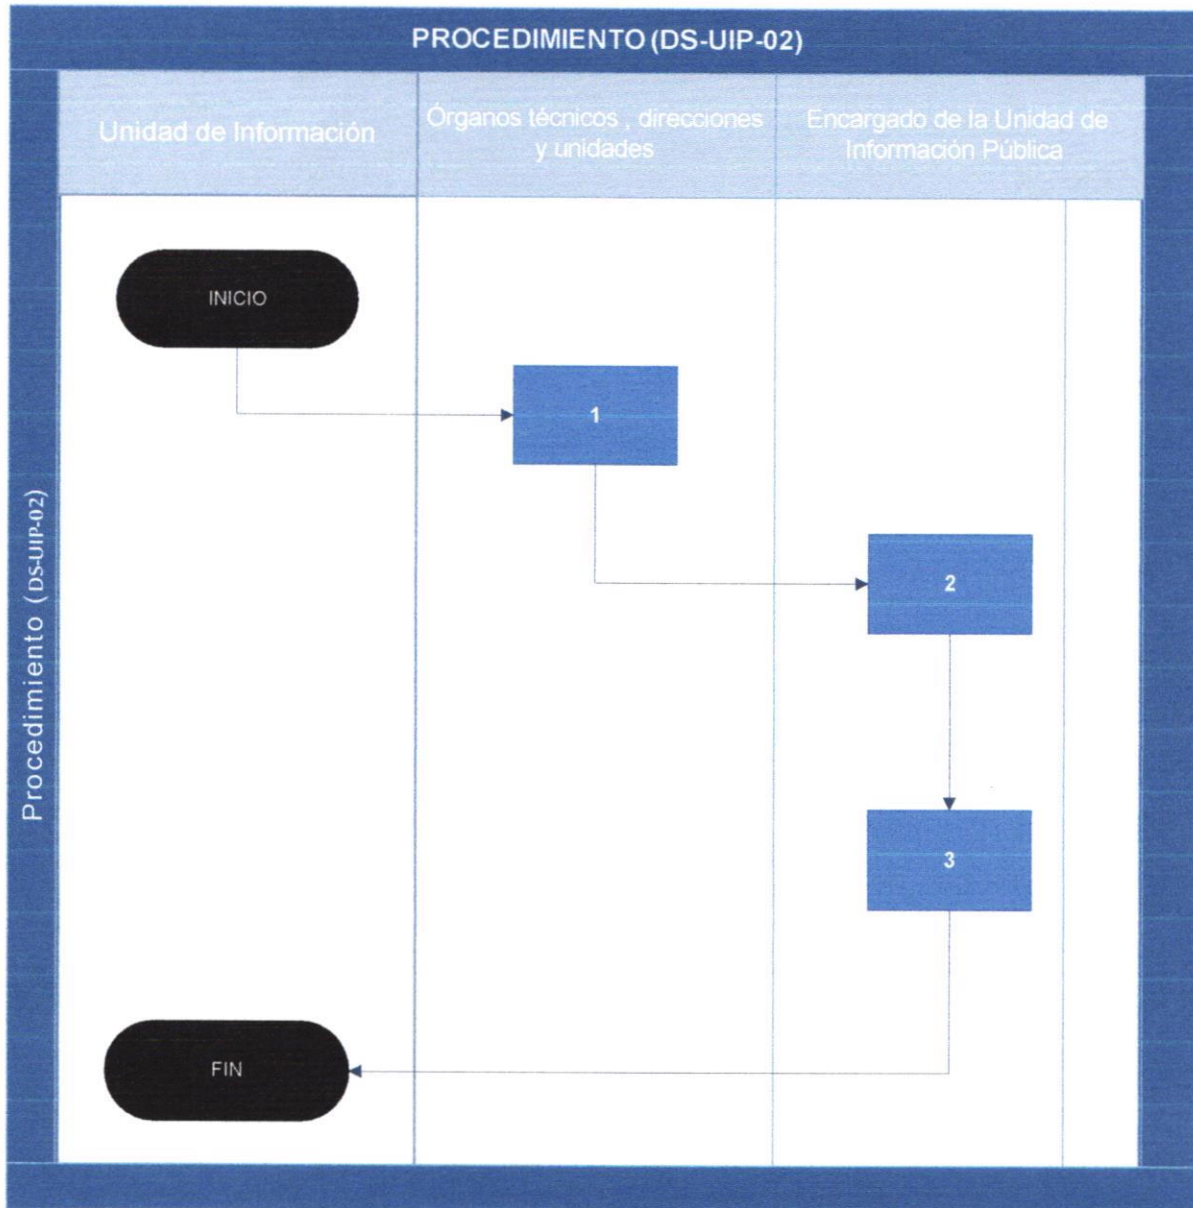 PROCEDIMIENTO (DS-UIP-02)
Unidad de Información
Órganos técnicos , direcciones
y unidades
Encargado de la Unidad de
Información Pública
Procedimiento (DS-UIP-02)
INICIO
1
2
3
FIN